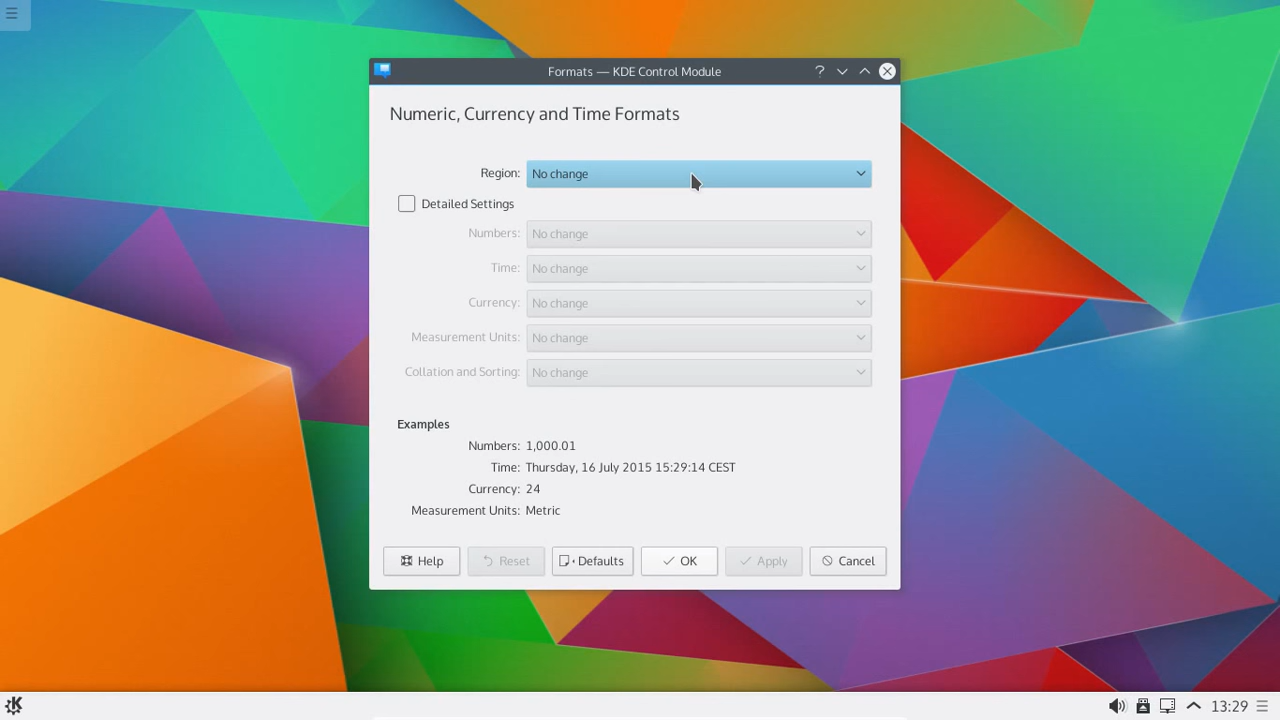 Formats — KDE Control Module
Numeric, Currency and Time Formats
Region: No change
Detailed Settings
Numbers: No change
Time: No change
Currency: No change
Measurement Units: No change
Collation and Sorting: No change
Examples
Numbers: 1,000.01
Time: Thursday, 16 July 2015 15:29:14 CEST
Currency: 24
Measurement Units: Metric
Help Reset Defaults OK Apply Cancel
13:29